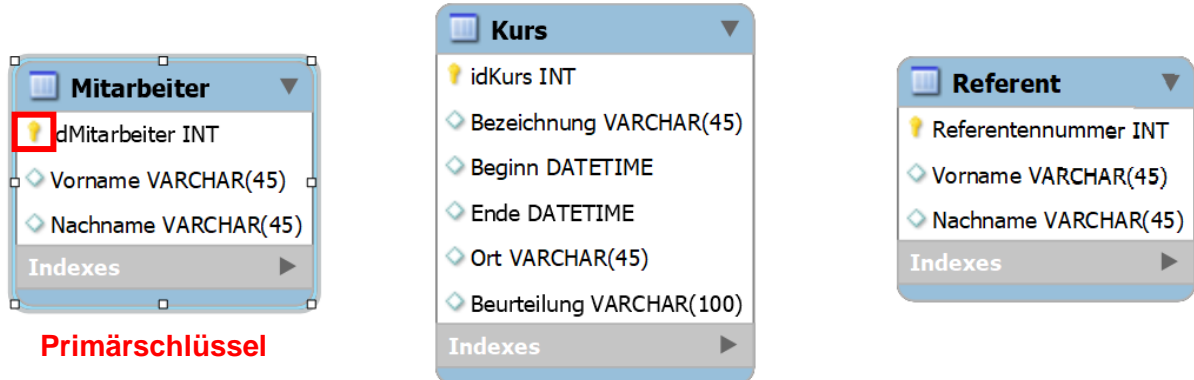 Mitarbeiter
dMitarbeiter INT
Vorname VARCHAR(45)
Nachname VARCHAR(45)
Indexes
Primärschlüssel
Kurs
idKurs INT
Bezeichnung VARCHAR(45)
Beginn DATETIME
Ende DATETIME
Ort VARCHAR(45)
Beurteilung VARCHAR(100)
Indexes
Referent
Referentennummer INT
Vorname VARCHAR(45)
Nachname VARCHAR(45)
Indexes